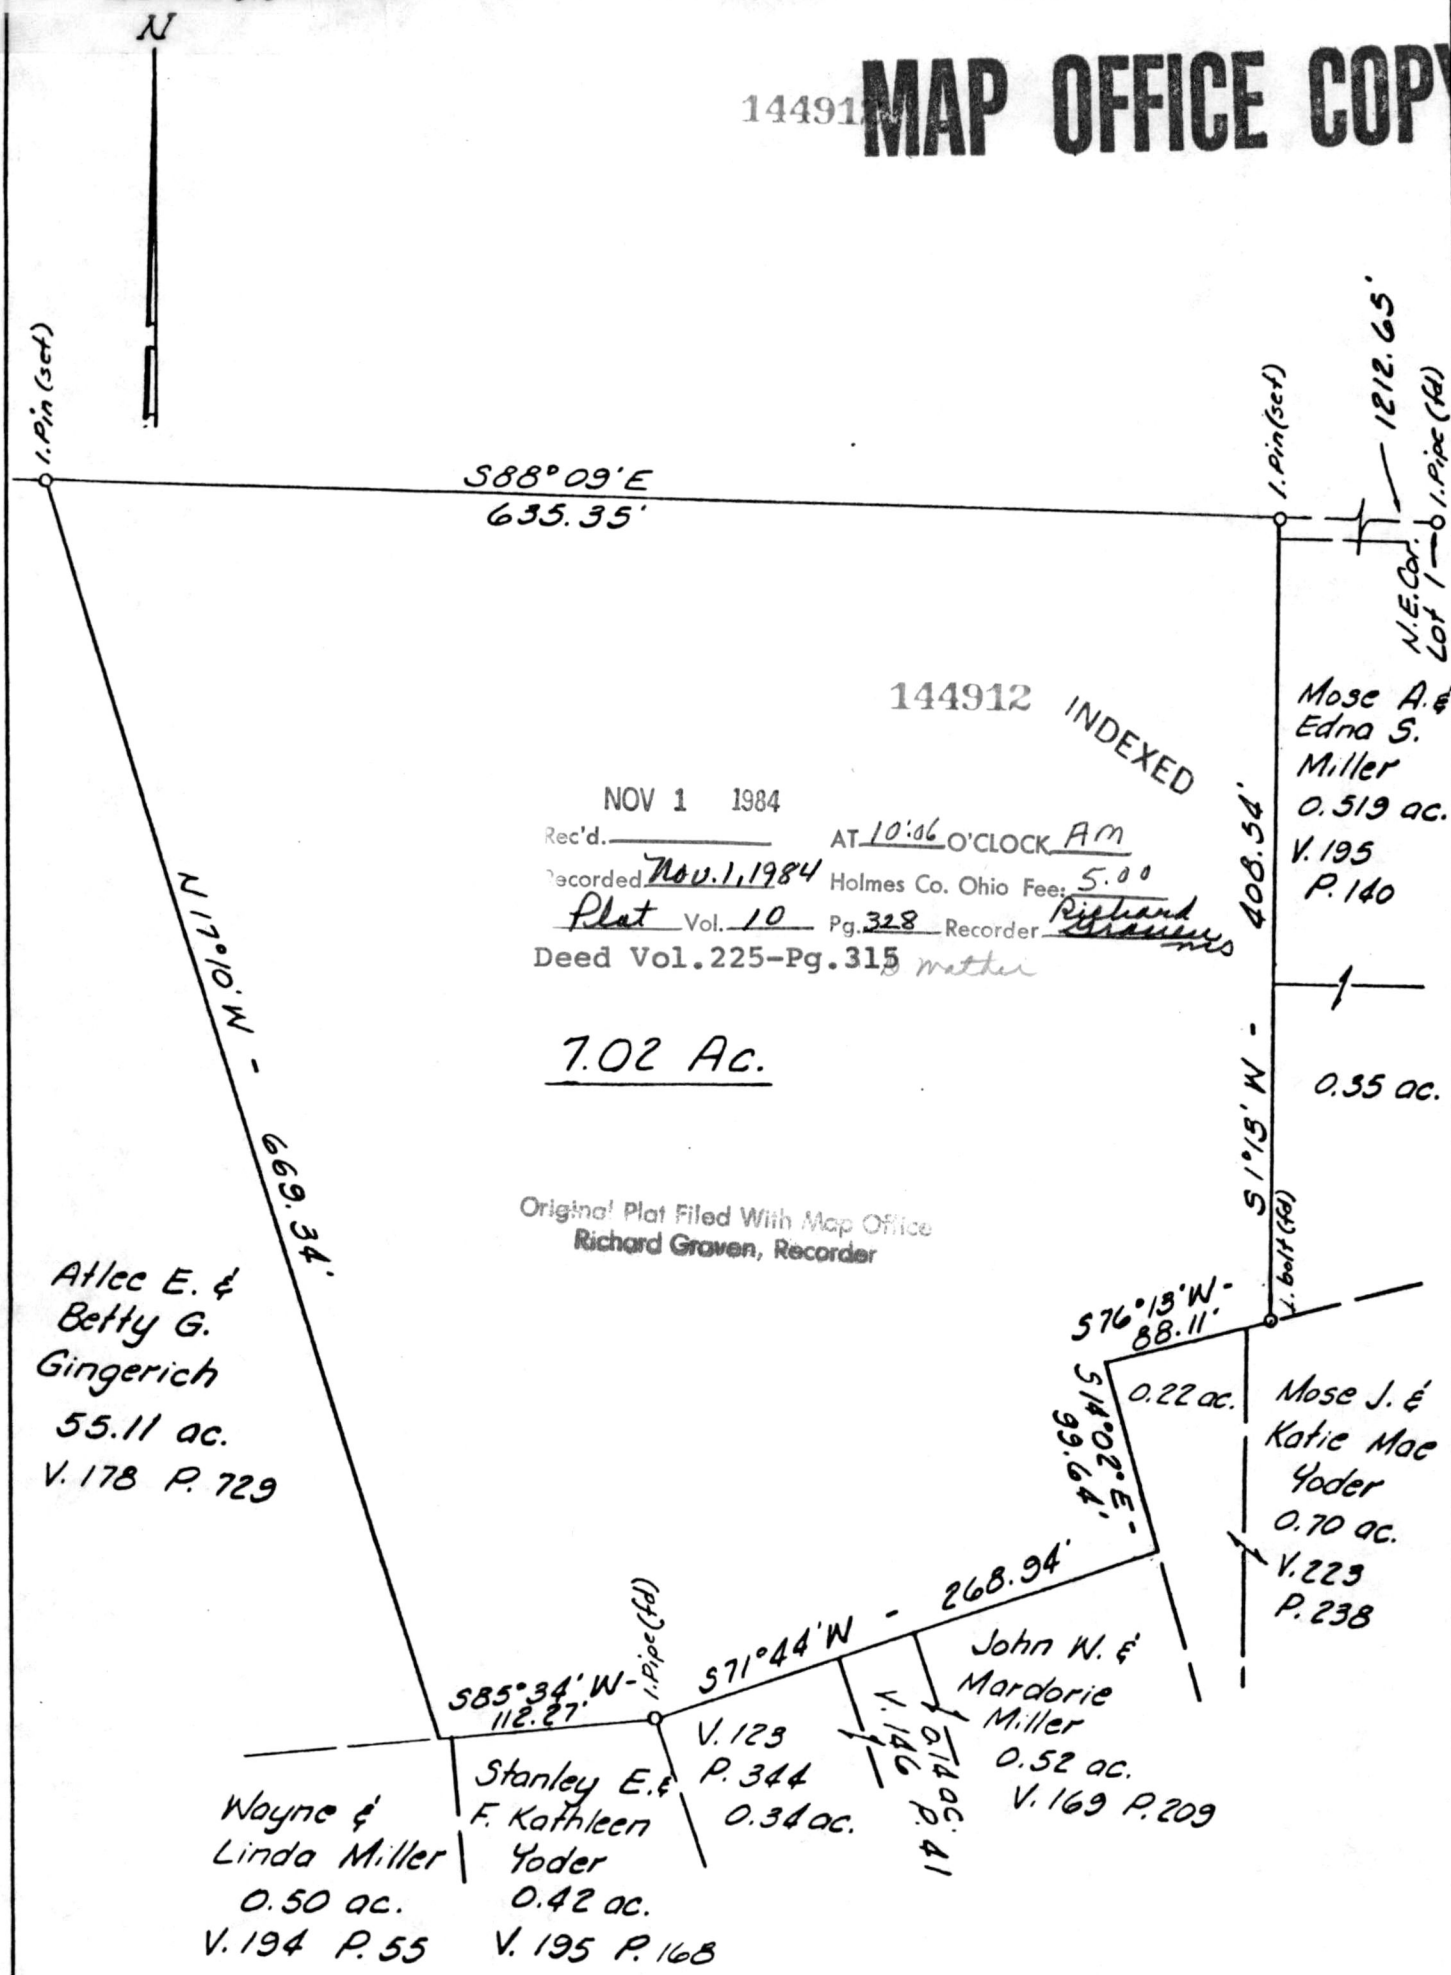 N
144912
MAP OFFICE COPY
I.Pin (set)
S88° 09' E
635.35'
I.Pin (set)
1212.65'
I.Pipe (fd)
N.E. Cor.
Lot 1
144912
INDEXED
Mose A. &
Edna S.
Miller
0.519 ac.
V. 195
P. 140
NOV 1 1984
Rec'd. AT 10:06 O'CLOCK AM
Recorded Nov. 1, 1984 Holmes Co. Ohio Fee: 5.00
Plat Vol. 10 Pg. 328 Recorder Richard Graven
Deed Vol.225-Pg.315
7.02 Ac.
N 17° 10' W - 669.34'
S 1° 13' W - 408.54'
0.35 ac.
Original Plat Filed With Map Office
Richard Graven, Recorder
I. bolt (fd)
Atlee E. &
Betty G.
Gingerich
55.11 ac.
V. 178 P. 729
S 76° 13' W -
88.11'
S 14° 02' E -
99.64'
0.22 ac.
Mose J. &
Katie Mae
Yoder
0.70 ac.
V. 223
P. 238
S 71° 44' W - 268.94'
I.Pipe (fd)
S85° 34' W -
112.27'
John W. &
Mardorie
Miller
0.52 ac.
V. 169 P. 209
0.14 ac.
V. 146 P. 41
V. 123
P. 344
0.34 ac.
Stanley E. &
F. Kathleen
Yoder
0.42 ac.
V. 195 P. 168
Wayne &
Linda Miller
0.50 ac.
V. 194 P. 55